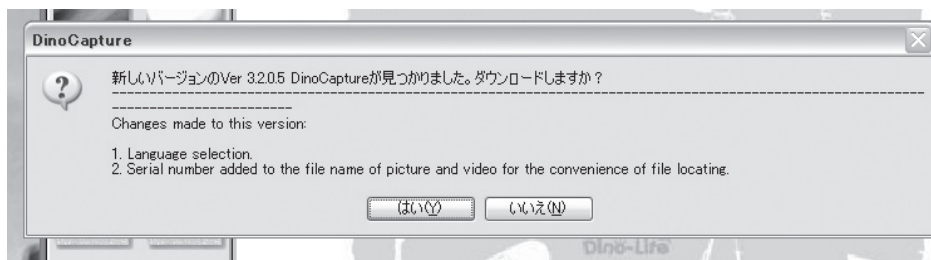 DinoCapture
新しいバージョンのVer 3.2.0.5 DinoCaptureが見つかりました。ダウンロードしますか？
Changes made to this version:
1. Language selection.
2. Serial number added to the file name of picture and video for the convenience of file locating.
はい(Y)
いいえ(N)
Dino-Lite